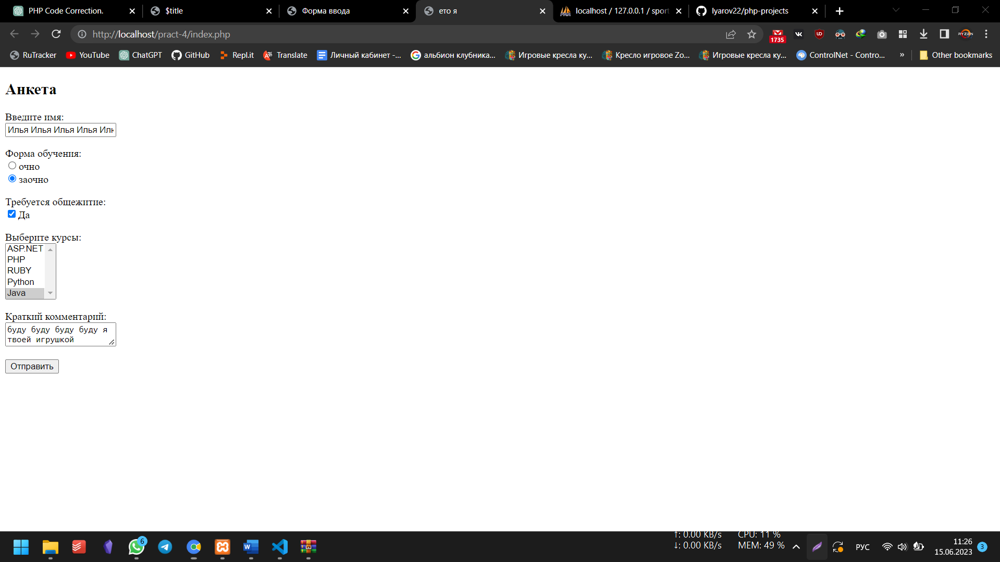 PHP Code Correction.
$title
Форма ввода
ето я
localhost / 127.0.0.1 / sport
lyarov22/php-projects
http://localhost/pract-4/index.php
1735
RYZEN
RuTracker
YouTube
ChatGPT
GitHub
Repl.it
Translate
Личный кабинет -...
альбион клубника...
Игровые кресла ку...
Кресло игровое Zo...
Игровые кресла ку...
ControlNet - Contro...
»
Other bookmarks
Анкета
Введите имя:
Илья Илья Илья Илья Иль
Форма обучения:
очно
заочно
Требуется общежитие:
Да
Выберите курсы:
ASP.NET
PHP
RUBY
Python
Java
Краткий комментарий:
буду буду буду буду я
твоей игрушкой
Отправить
6
↑: 0.00 KB/s
CPU: 11 %
↓: 0.00 KB/s
MEM: 49 %
РУС
11:26
15.06.2023
3